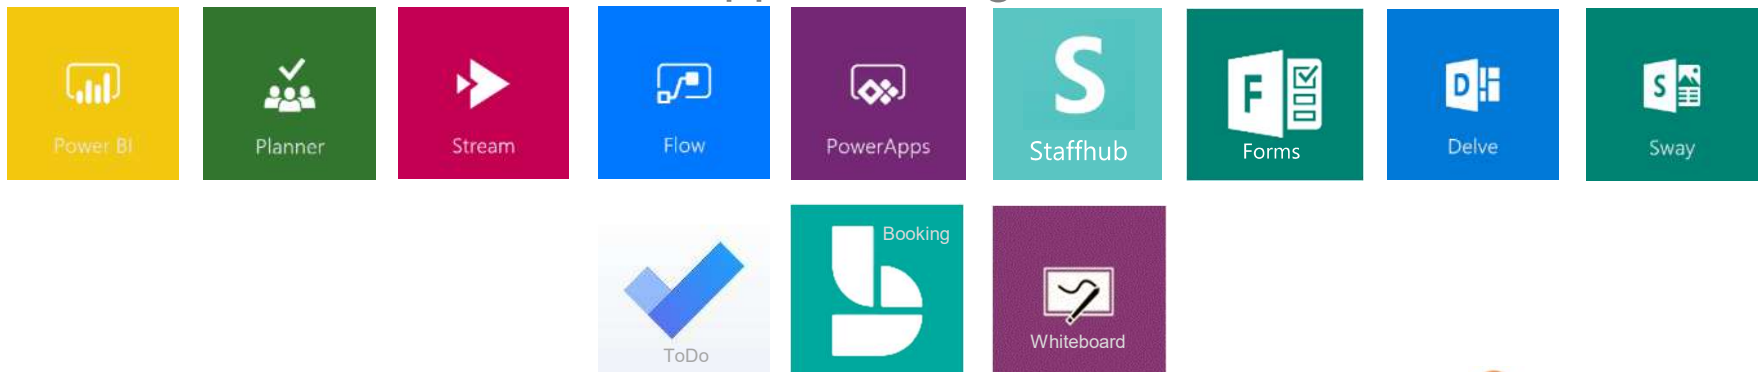 Power BI
Planner
Stream
Flow
PowerApps
S
Staffhub
F
Forms
D
Delve
S
Sway
ToDo
Booking
Whiteboard